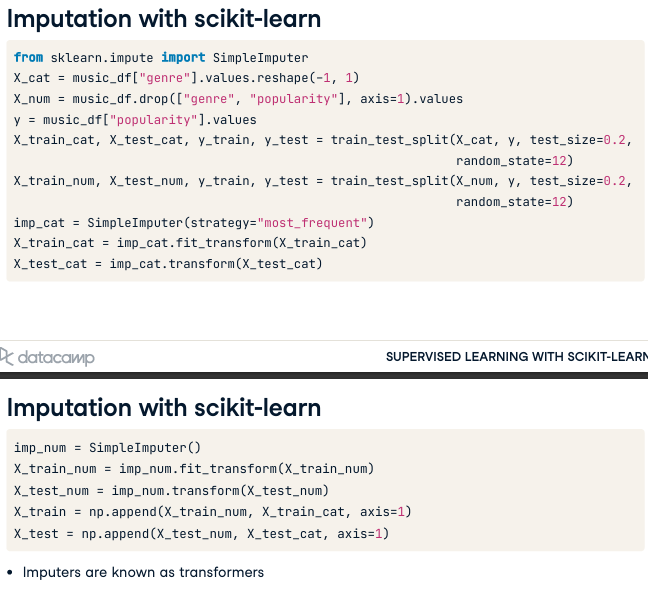 Imputation with scikit-learn
from sklearn.impute import SimpleImputer
X_cat = music_df["genre"].values.reshape(-1, 1)
X_num = music_df.drop(["genre", "popularity"], axis=1).values
y = music_df["popularity"].values
X_train_cat, X_test_cat, y_train, y_test = train_test_split(X_cat, y, test_size=0.2,
random_state=12)
X_train_num, X_test_num, y_train, y_test = train_test_split(X_num, y, test_size=0.2,
random_state=12)
imp_cat = SimpleImputer(strategy="most_frequent")
X_train_cat = imp_cat.fit_transform(X_train_cat)
X_test_cat = imp_cat.transform(X_test_cat)
datacamp
SUPERVISED LEARNING WITH SCIKIT-LEARN
Imputation with scikit-learn
imp_num = SimpleImputer()
X_train_num = imp_num.fit_transform(X_train_num)
X_test_num = imp_num.transform(X_test_num)
X_train = np.append(X_train_num, X_train_cat, axis=1)
X_test = np.append(X_test_num, X_test_cat, axis=1)
• Imputers are known as transformers